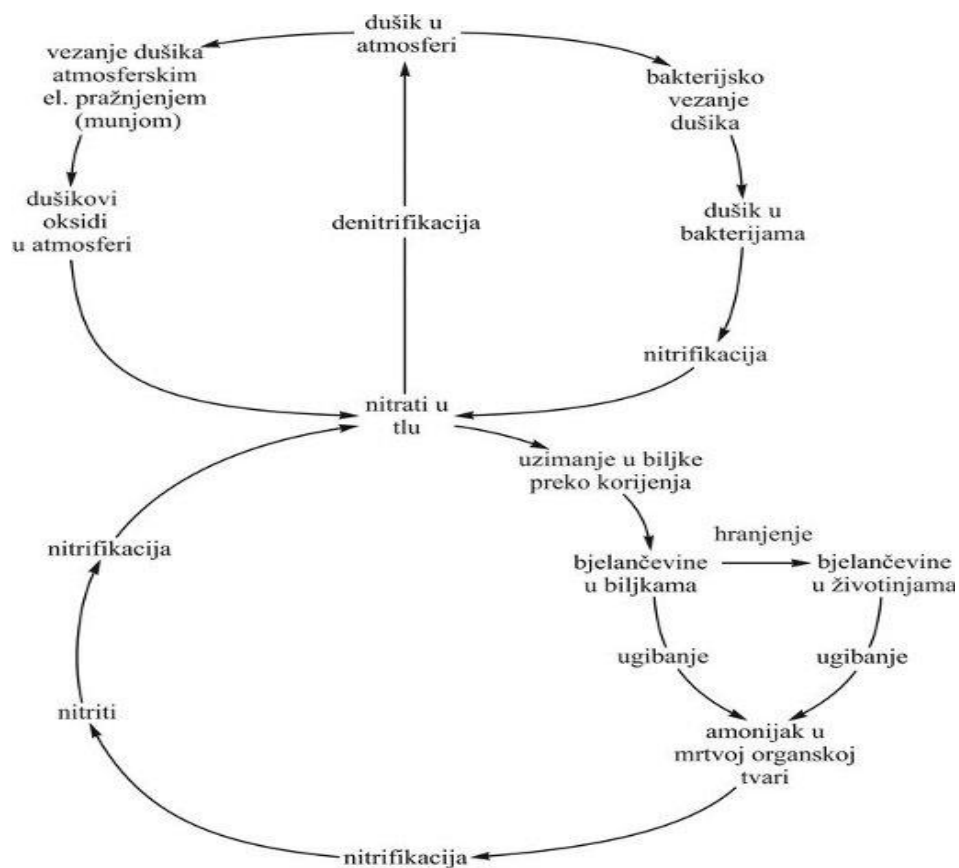 dušik u
atmosferi
vezanje dušika
atmosferskim
el. pražnjenjem
(munjom)
bakterijsko
vezanje
dušika
dušikovi
oksidi
u atmosferi
denitrifikacija
dušik u
bakterijama
nitrifikacija
nitrati u
tlu
uzimanje u biljke
preko korijenja
nitrifikacija
hranjenje
bjelančevine
u biljkama
bjelančevine
u životinjama
ugibanje
ugibanje
nitriti
amonijak u
mrtvoj organskoj
tvari
nitrifikacija